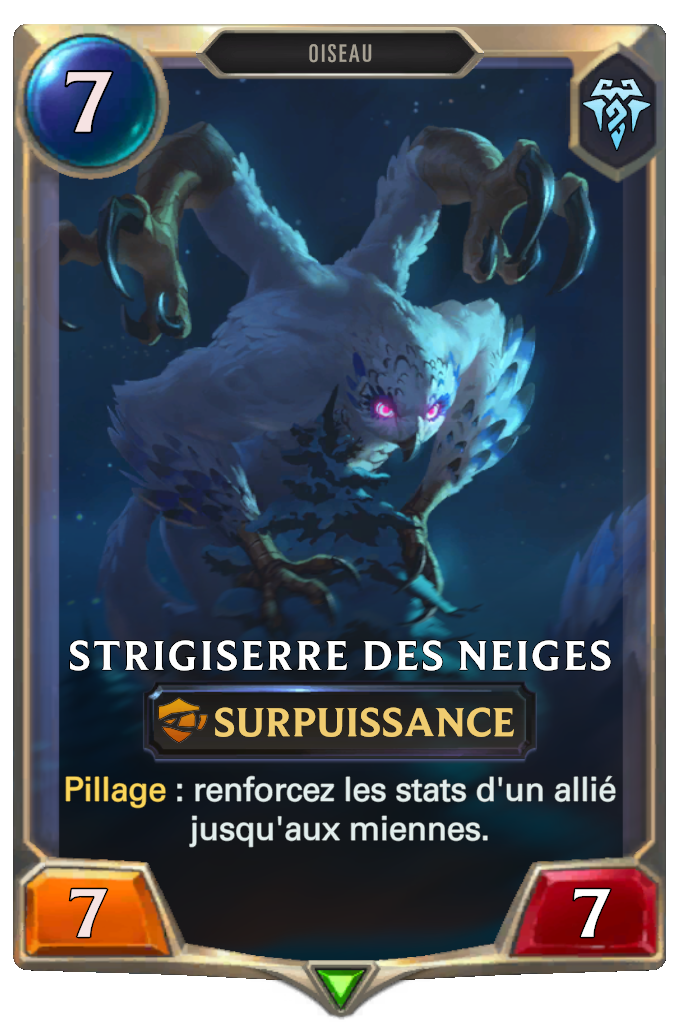 7
OISEAU
STRIGISERRE DES NEIGES
SURPUISSANCE
Pillage : renforcez les stats d'un allié
jusqu'aux miennes.
7
7